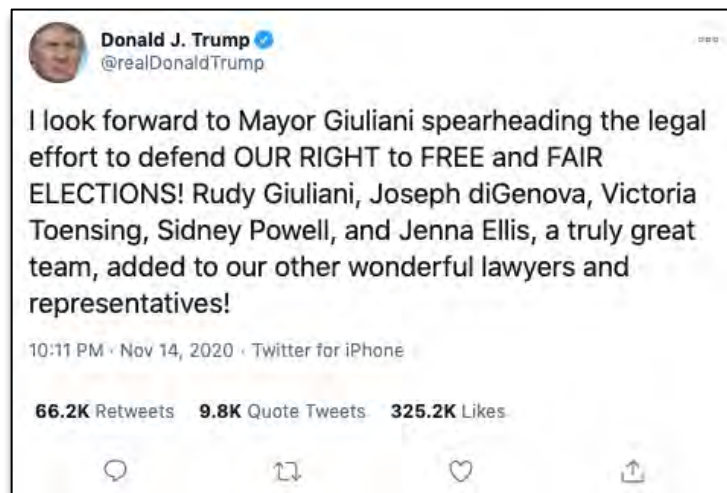 Donald J. Trump
@realDonaldTrump
I look forward to Mayor Giuliani spearheading the legal
effort to defend OUR RIGHT to FREE and FAIR
ELECTIONS! Rudy Giuliani, Joseph diGenova, Victoria
Toensing, Sidney Powell, and Jenna Ellis, a truly great
team, added to our other wonderful lawyers and
representatives!
10:11 PM · Nov 14, 2020 · Twitter for iPhone
66.2K Retweets 9.8K Quote Tweets 325.2K Likes